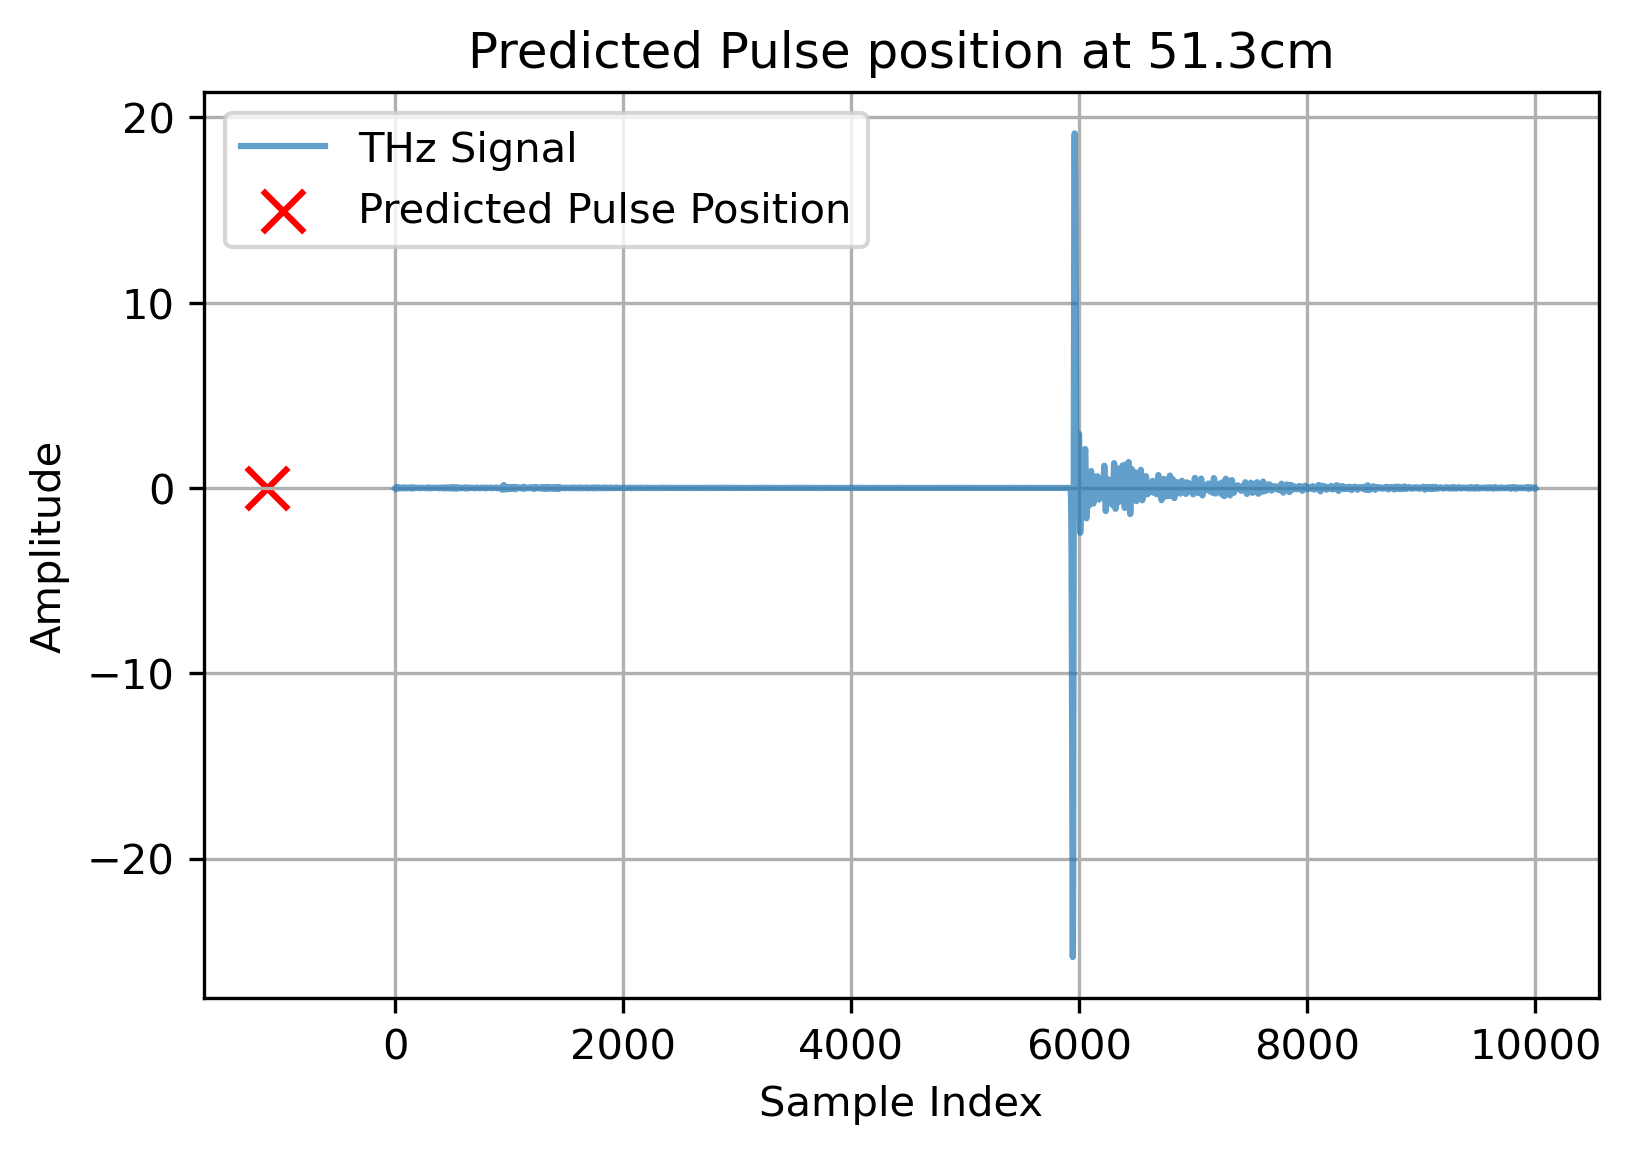 Predicted Pulse position at 51.3cm
THz Signal
Predicted Pulse Position
20
10
0
−10
−20
Amplitude
0 2000 4000 6000 8000 10000
Sample Index